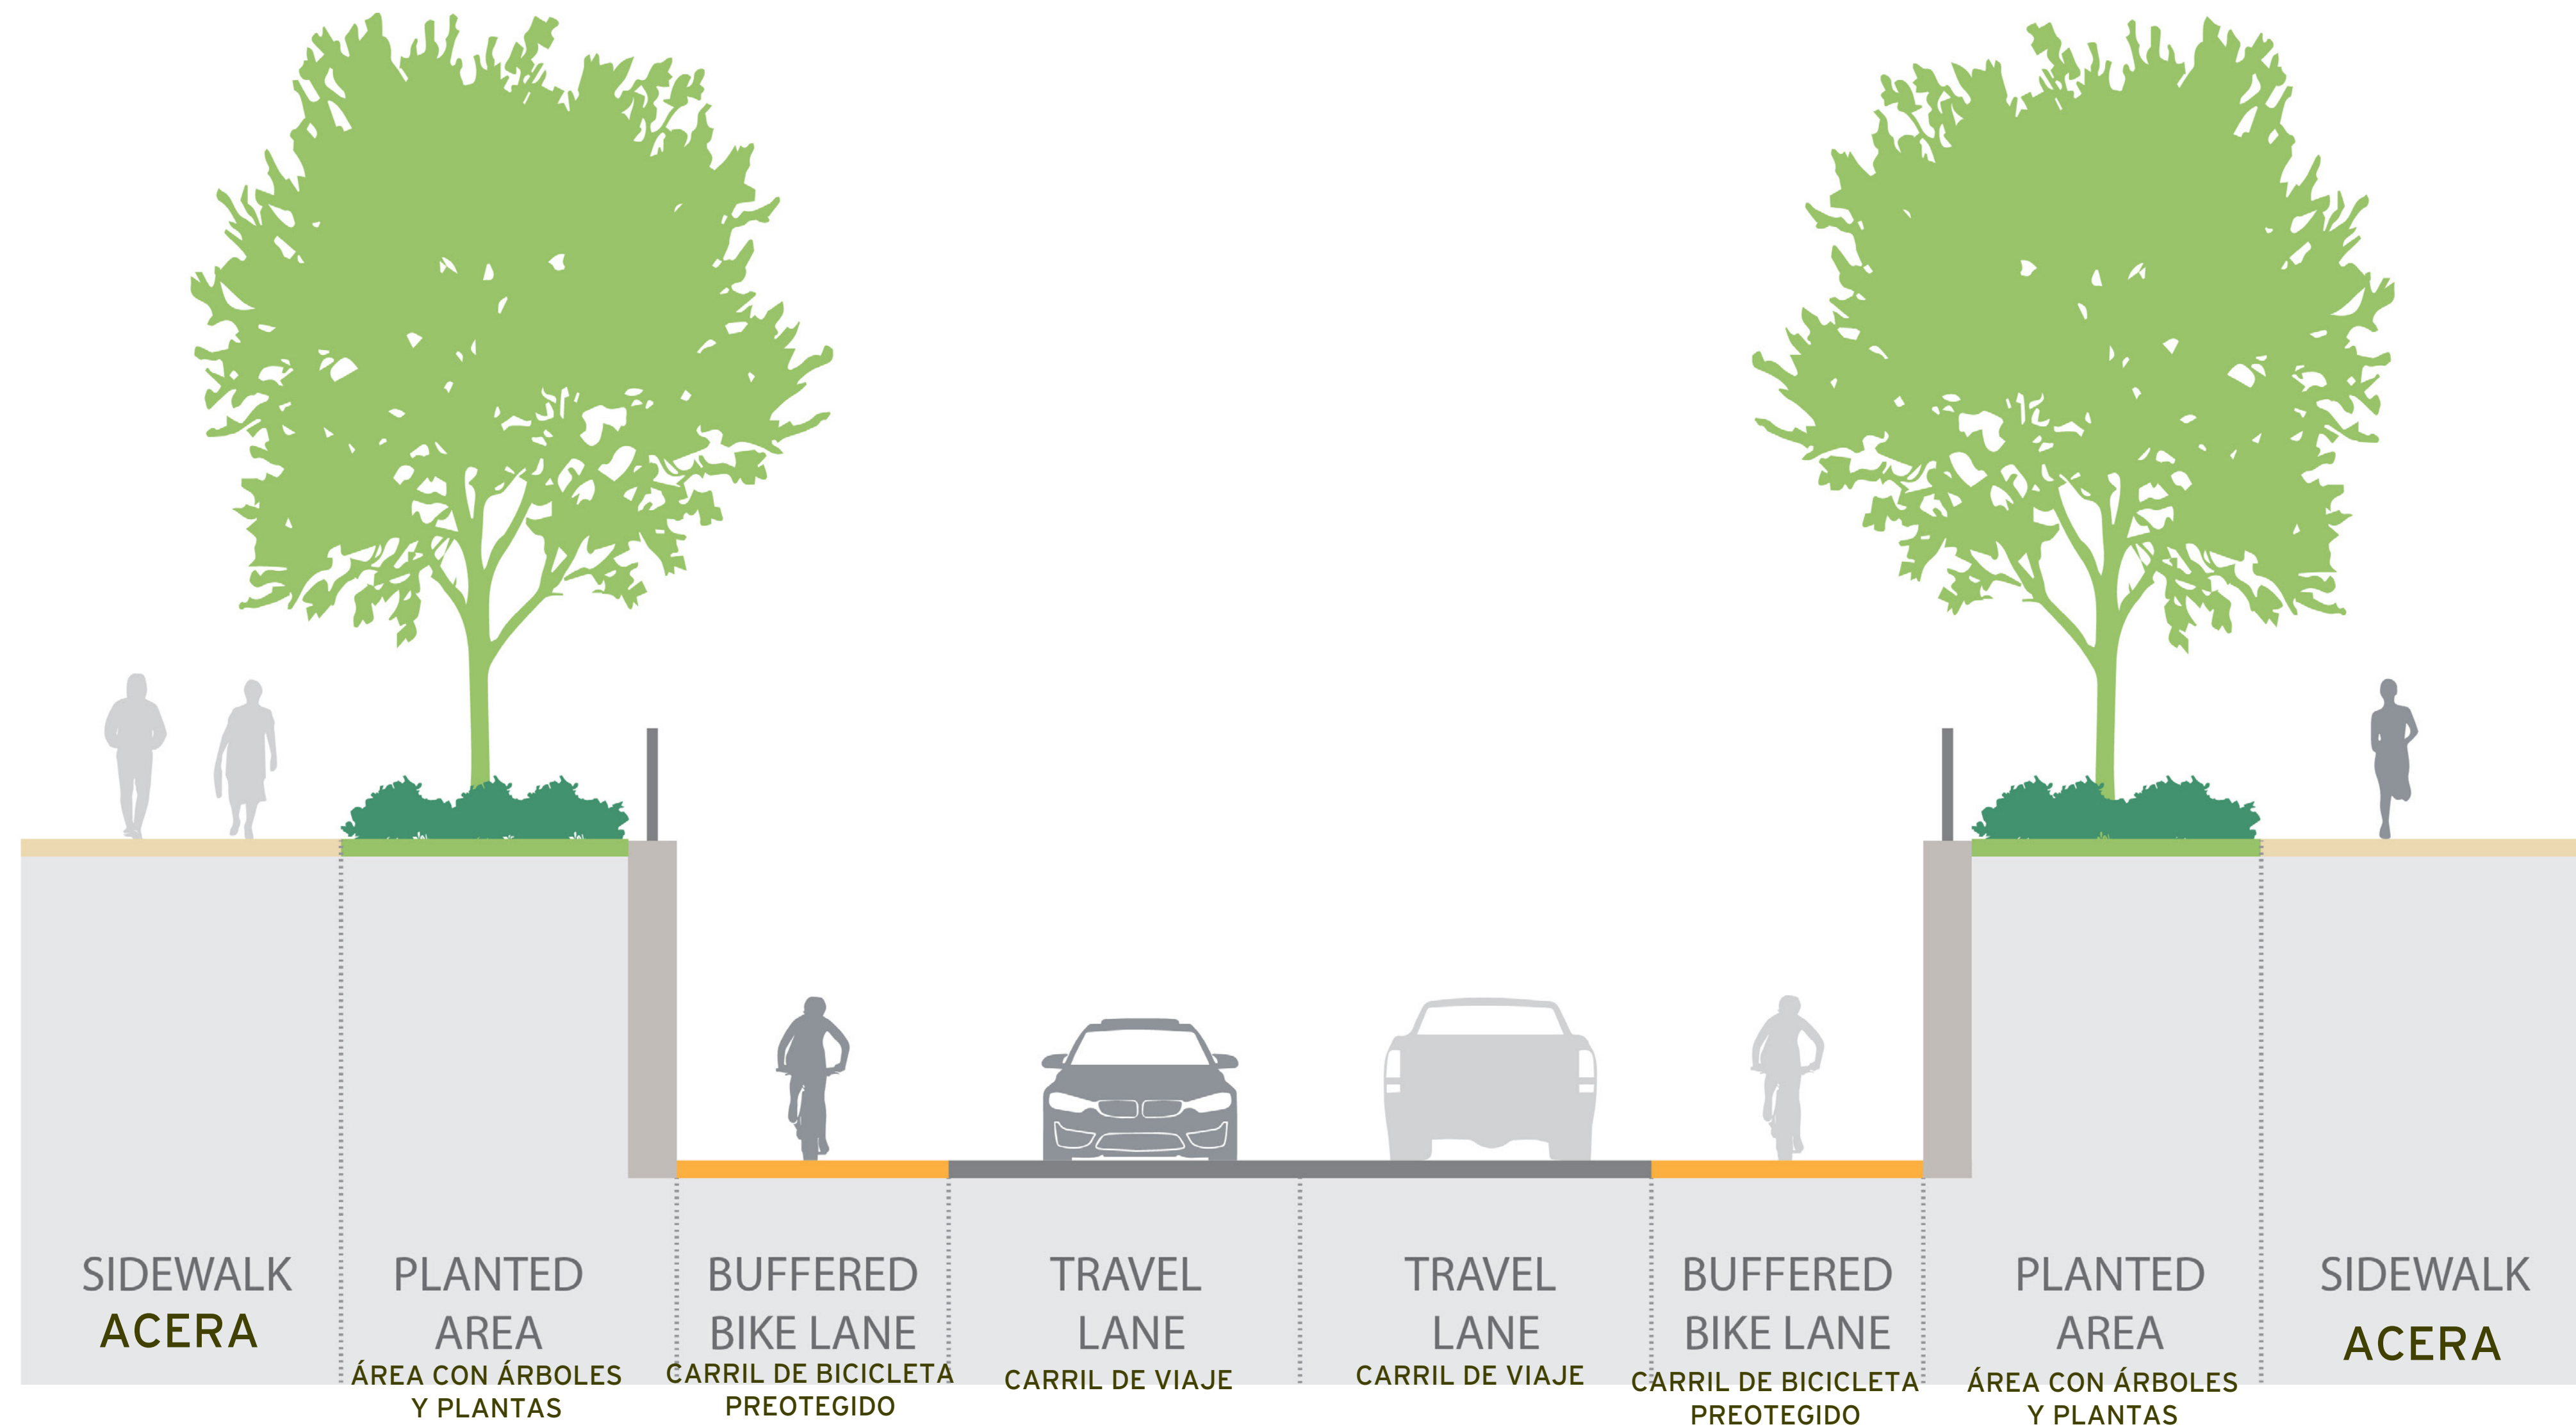 SIDEWALK
ACERA
PLANTED
AREA
ÁREA CON ÁRBOLES
Y PLANTAS
BUFFERED
BIKE LANE
CARRIL DE BICICLETA
PREOTEGIDO
TRAVEL
LANE
CARRIL DE VIAJE
TRAVEL
LANE
CARRIL DE VIAJE
BUFFERED
BIKE LANE
CARRIL DE BICICLETA
PREOTEGIDO
PLANTED
AREA
ÁREA CON ÁRBOLES
Y PLANTAS
SIDEWALK
ACERA